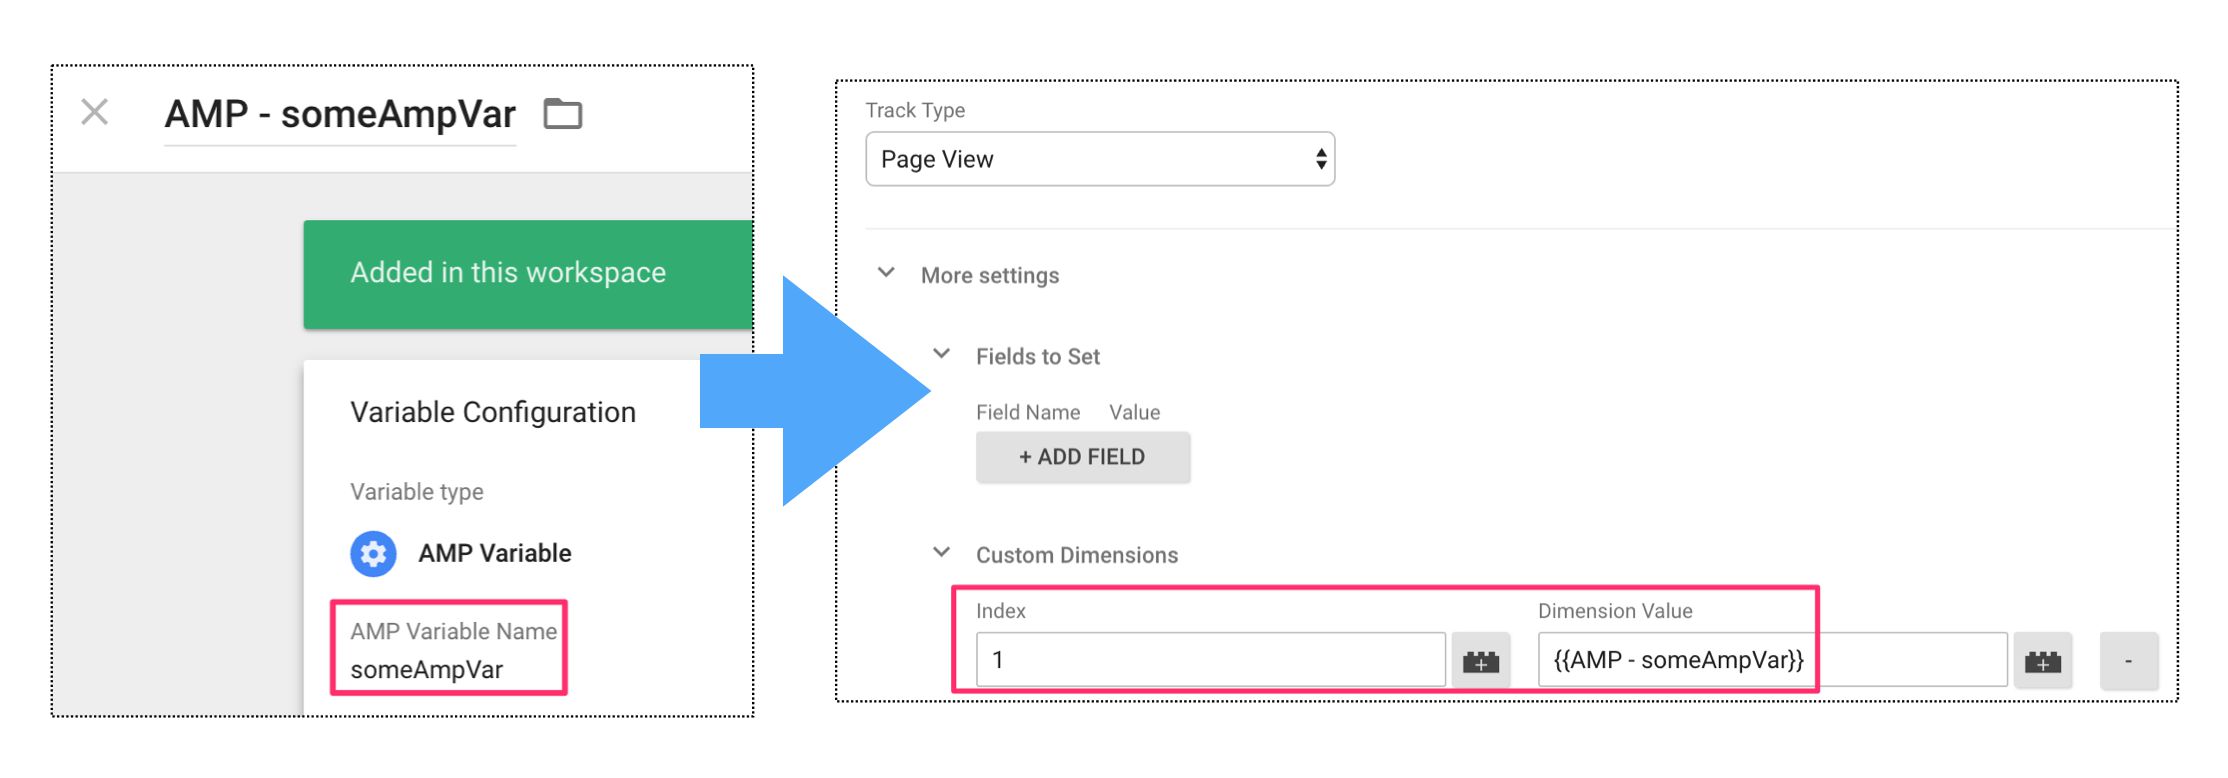 AMP - someAmpVar
Added in this workspace
Variable Configuration
Variable type
AMP Variable
AMP Variable Name
someAmpVar
Track Type
Page View
More settings
Fields to Set
Field Name Value
+ ADD FIELD
Custom Dimensions
Index Dimension Value
1 {{AMP - someAmpVar}} -